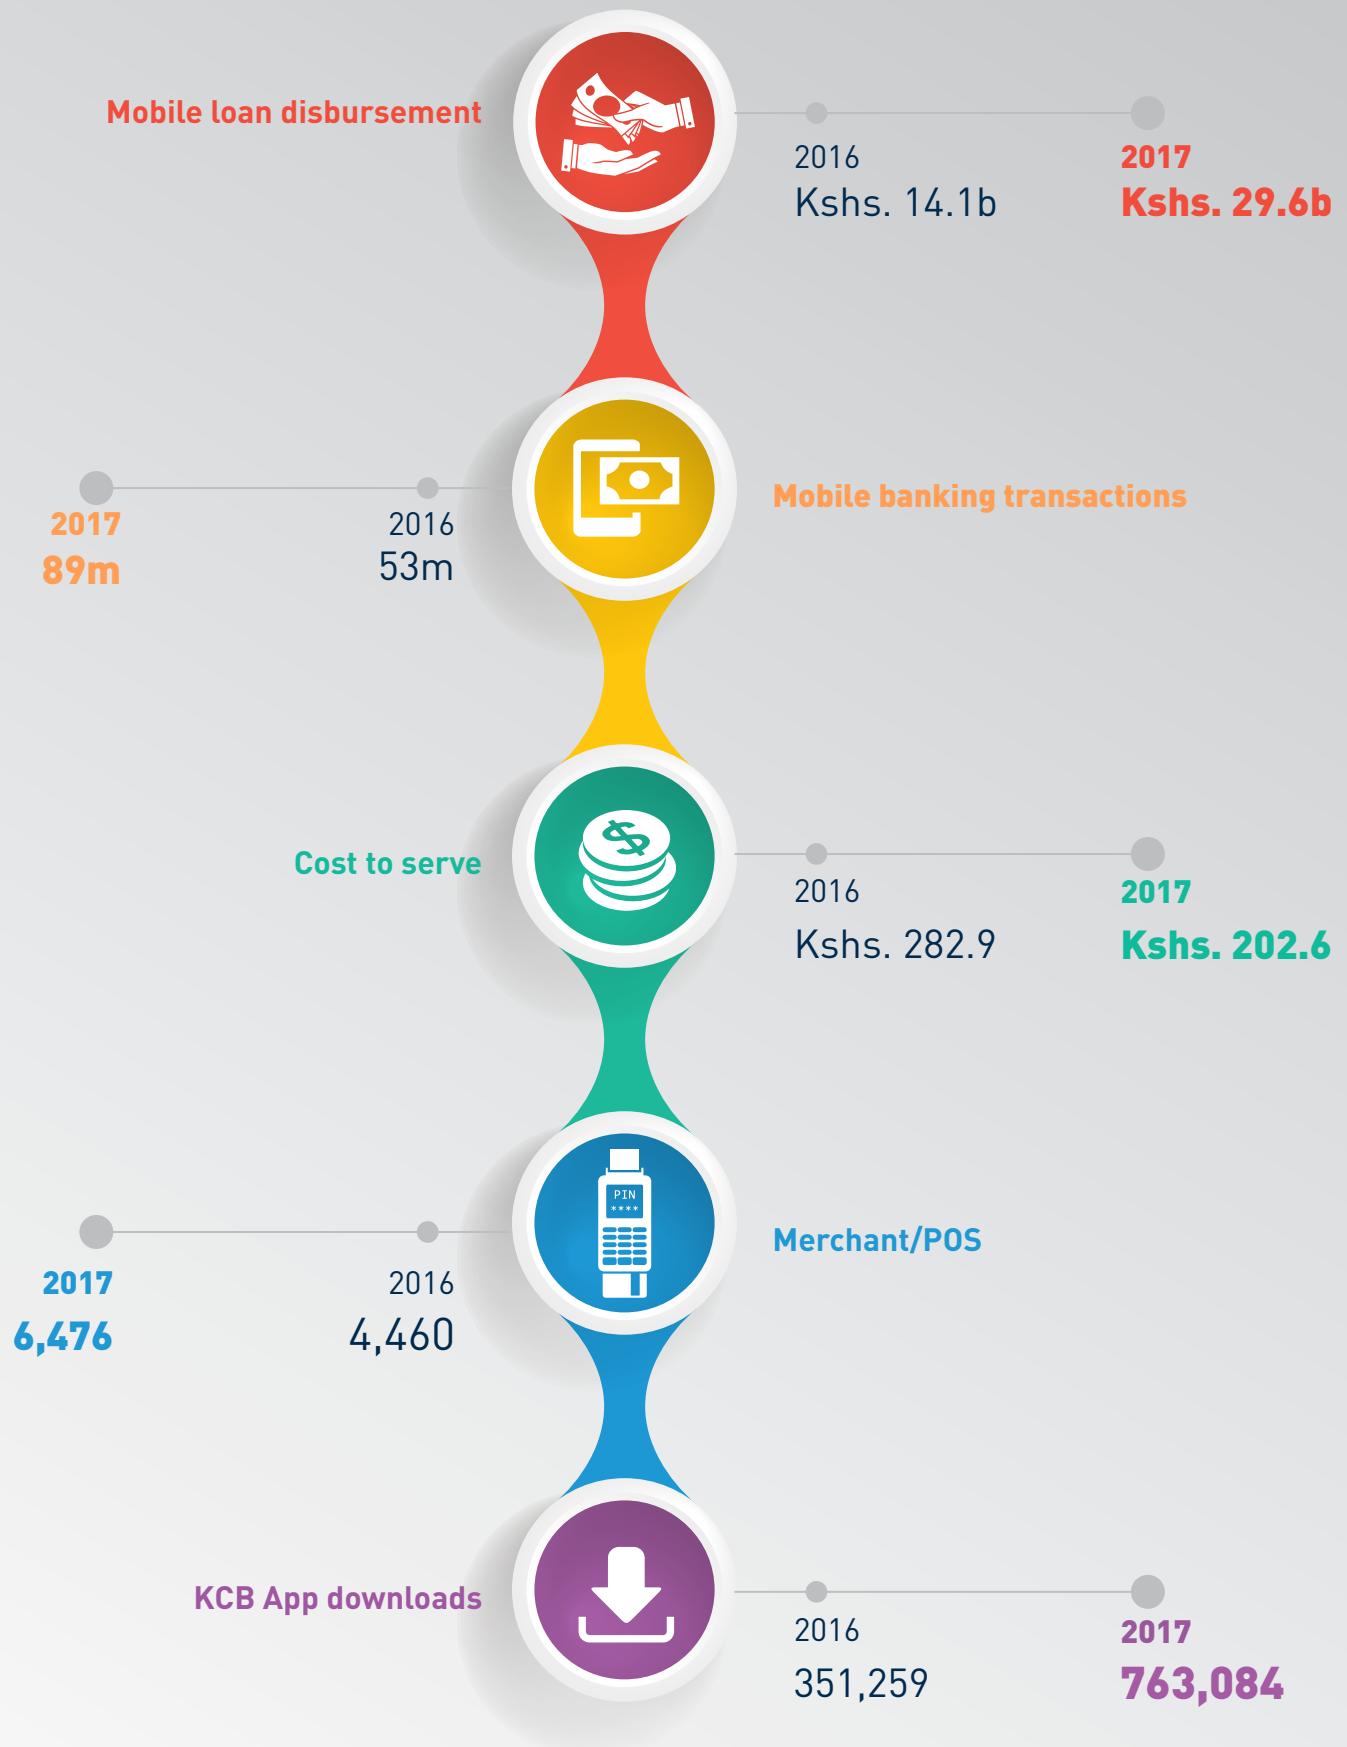 Mobile loan disbursement
2016
Kshs. 14.1b
2017
Kshs. 29.6b
2017
89m
2016
53m
Mobile banking transactions
Cost to serve
$
2016
Kshs. 282.9
2017
Kshs. 202.6
2017
6,476
2016
4,460
PIN
****
Merchant/POS
KCB App downloads
2016
351,259
2017
763,084